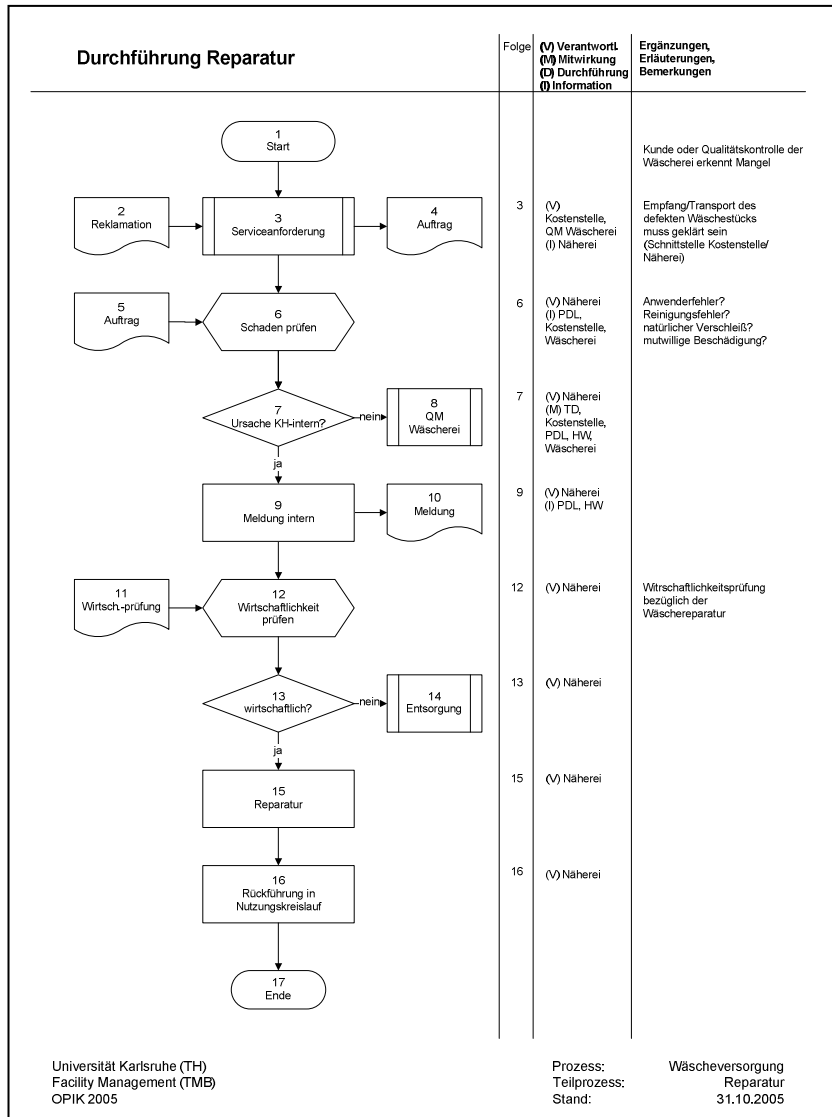 Durchführung Reparatur
Folge
(V) Verantwortl.
(M) Mitwirkung
(D) Durchführung
(I) Information
Ergänzungen,
Erläuterungen,
Bemerkungen
1
Start
Kunde oder Qualitätskontrolle der
Wäscherei erkennt Mangel
2
Reklamation
3
Serviceanforderung
4
Auftrag
3
(V)
Kostenstelle,
QM Wäscherei
(I) Näherei
Empfang/Transport des
defekten Wäschestücks
muss geklärt sein
(Schnittstelle Kostenstelle/
Näherei)
5
Auftrag
6
Schaden prüfen
6
(V) Näherei
(I) PDL,
Kostenstelle,
Wäscherei
Anwenderfehler?
Reinigungsfehler?
natürlicher Verschleiß?
mutwillige Beschädigung?
7
Ursache KH-intern?
nein
8
QM
Wäscherei
7
(V) Näherei
(M) TD,
Kostenstelle,
PDL, HW,
Wäscherei
ja
9
Meldung intern
10
Meldung
9
(V) Näherei
(I) PDL, HW
11
Wirtsch.-prüfung
12
Wirtschaftlichkeit
prüfen
12
(V) Näherei
Witrschaftlichkeitsprüfung
bezüglich der
Wäschereparatur
13
wirtschaftlich?
nein
14
Entsorgung
13
(V) Näherei
ja
15
Reparatur
15
(V) Näherei
16
Rückführung in
Nutzungskreislauf
16
(V) Näherei
17
Ende
Universität Karlsruhe (TH)
Facility Management (TMB)
OPIK 2005
Prozess: Wäscheversorgung
Teilprozess: Reparatur
Stand: 31.10.2005